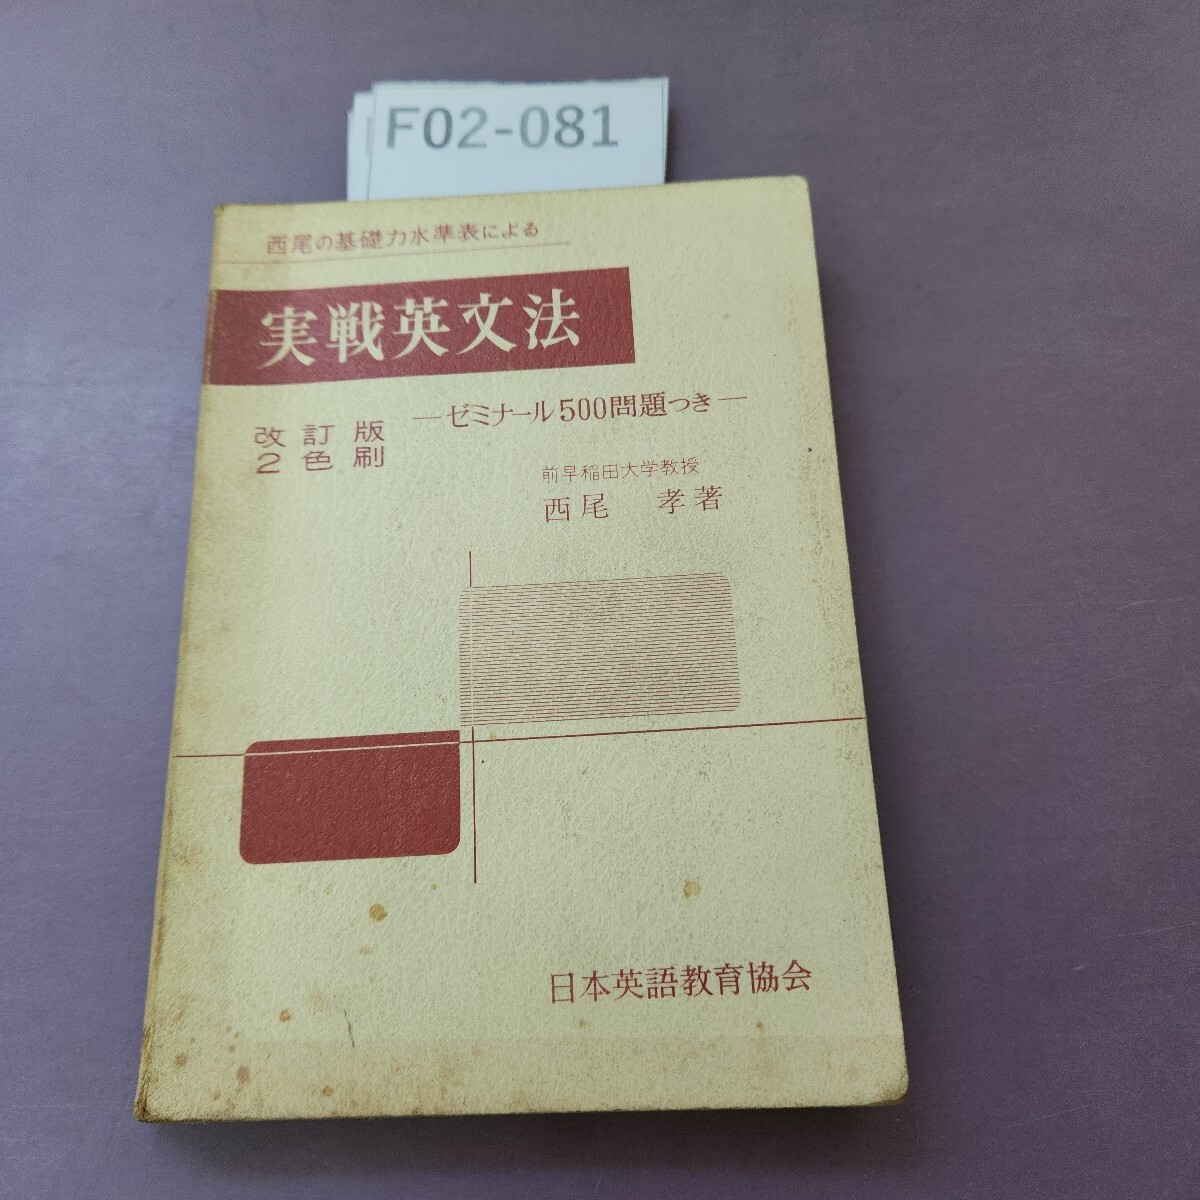 F02-081
西尾の基礎力水準表による
実戦英文法
―ゼミナール500問題つき―
改訂版
2色刷
前早稲田大学教授
西尾 孝著
日本英語教育協会